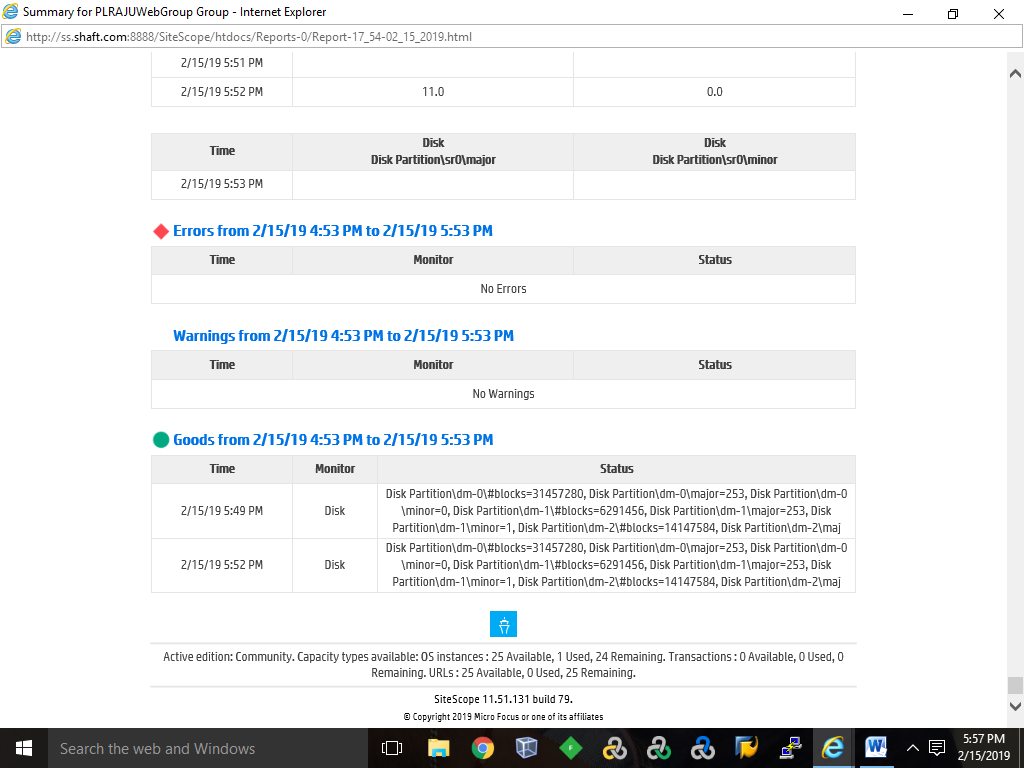 Summary for PLRAJUWebGroup Group - Internet Explorer
http://ss.shaft.com:8888/SiteScope/htdocs/Reports-0/Report-17_54-02_15_2019.html
2/15/19 5:51 PM
2/15/19 5:52 PM 11.0 0.0
Time Disk Disk
Disk Partition\sr0\major Disk Partition\sr0\minor
2/15/19 5:53 PM
Errors from 2/15/19 4:53 PM to 2/15/19 5:53 PM
Time Monitor Status
No Errors
Warnings from 2/15/19 4:53 PM to 2/15/19 5:53 PM
Time Monitor Status
No Warnings
Goods from 2/15/19 4:53 PM to 2/15/19 5:53 PM
Time Monitor Status
Disk Partition\dm-0\#blocks=31457280, Disk Partition\dm-0\major=253, Disk Partition\dm-0
2/15/19 5:49 PM Disk \minor=0, Disk Partition\dm-1\#blocks=6291456, Disk Partition\dm-1\major=253, Disk
Partition\dm-1\minor=1, Disk Partition\dm-2\#blocks=14147584, Disk Partition\dm-2\maj
Disk Partition\dm-0\#blocks=31457280, Disk Partition\dm-0\major=253, Disk Partition\dm-0
2/15/19 5:52 PM Disk \minor=0, Disk Partition\dm-1\#blocks=6291456, Disk Partition\dm-1\major=253, Disk
Partition\dm-1\minor=1, Disk Partition\dm-2\#blocks=14147584, Disk Partition\dm-2\maj
Active edition: Community. Capacity types available: OS instances : 25 Available, 1 Used, 24 Remaining. Transactions : 0 Available, 0 Used, 0
Remaining. URLs : 25 Available, 0 Used, 25 Remaining.
SiteScope 11.51.131 build 79.
© Copyright 2019 Micro Focus or one of its affiliates
Search the web and Windows
5:57 PM
2/15/2019